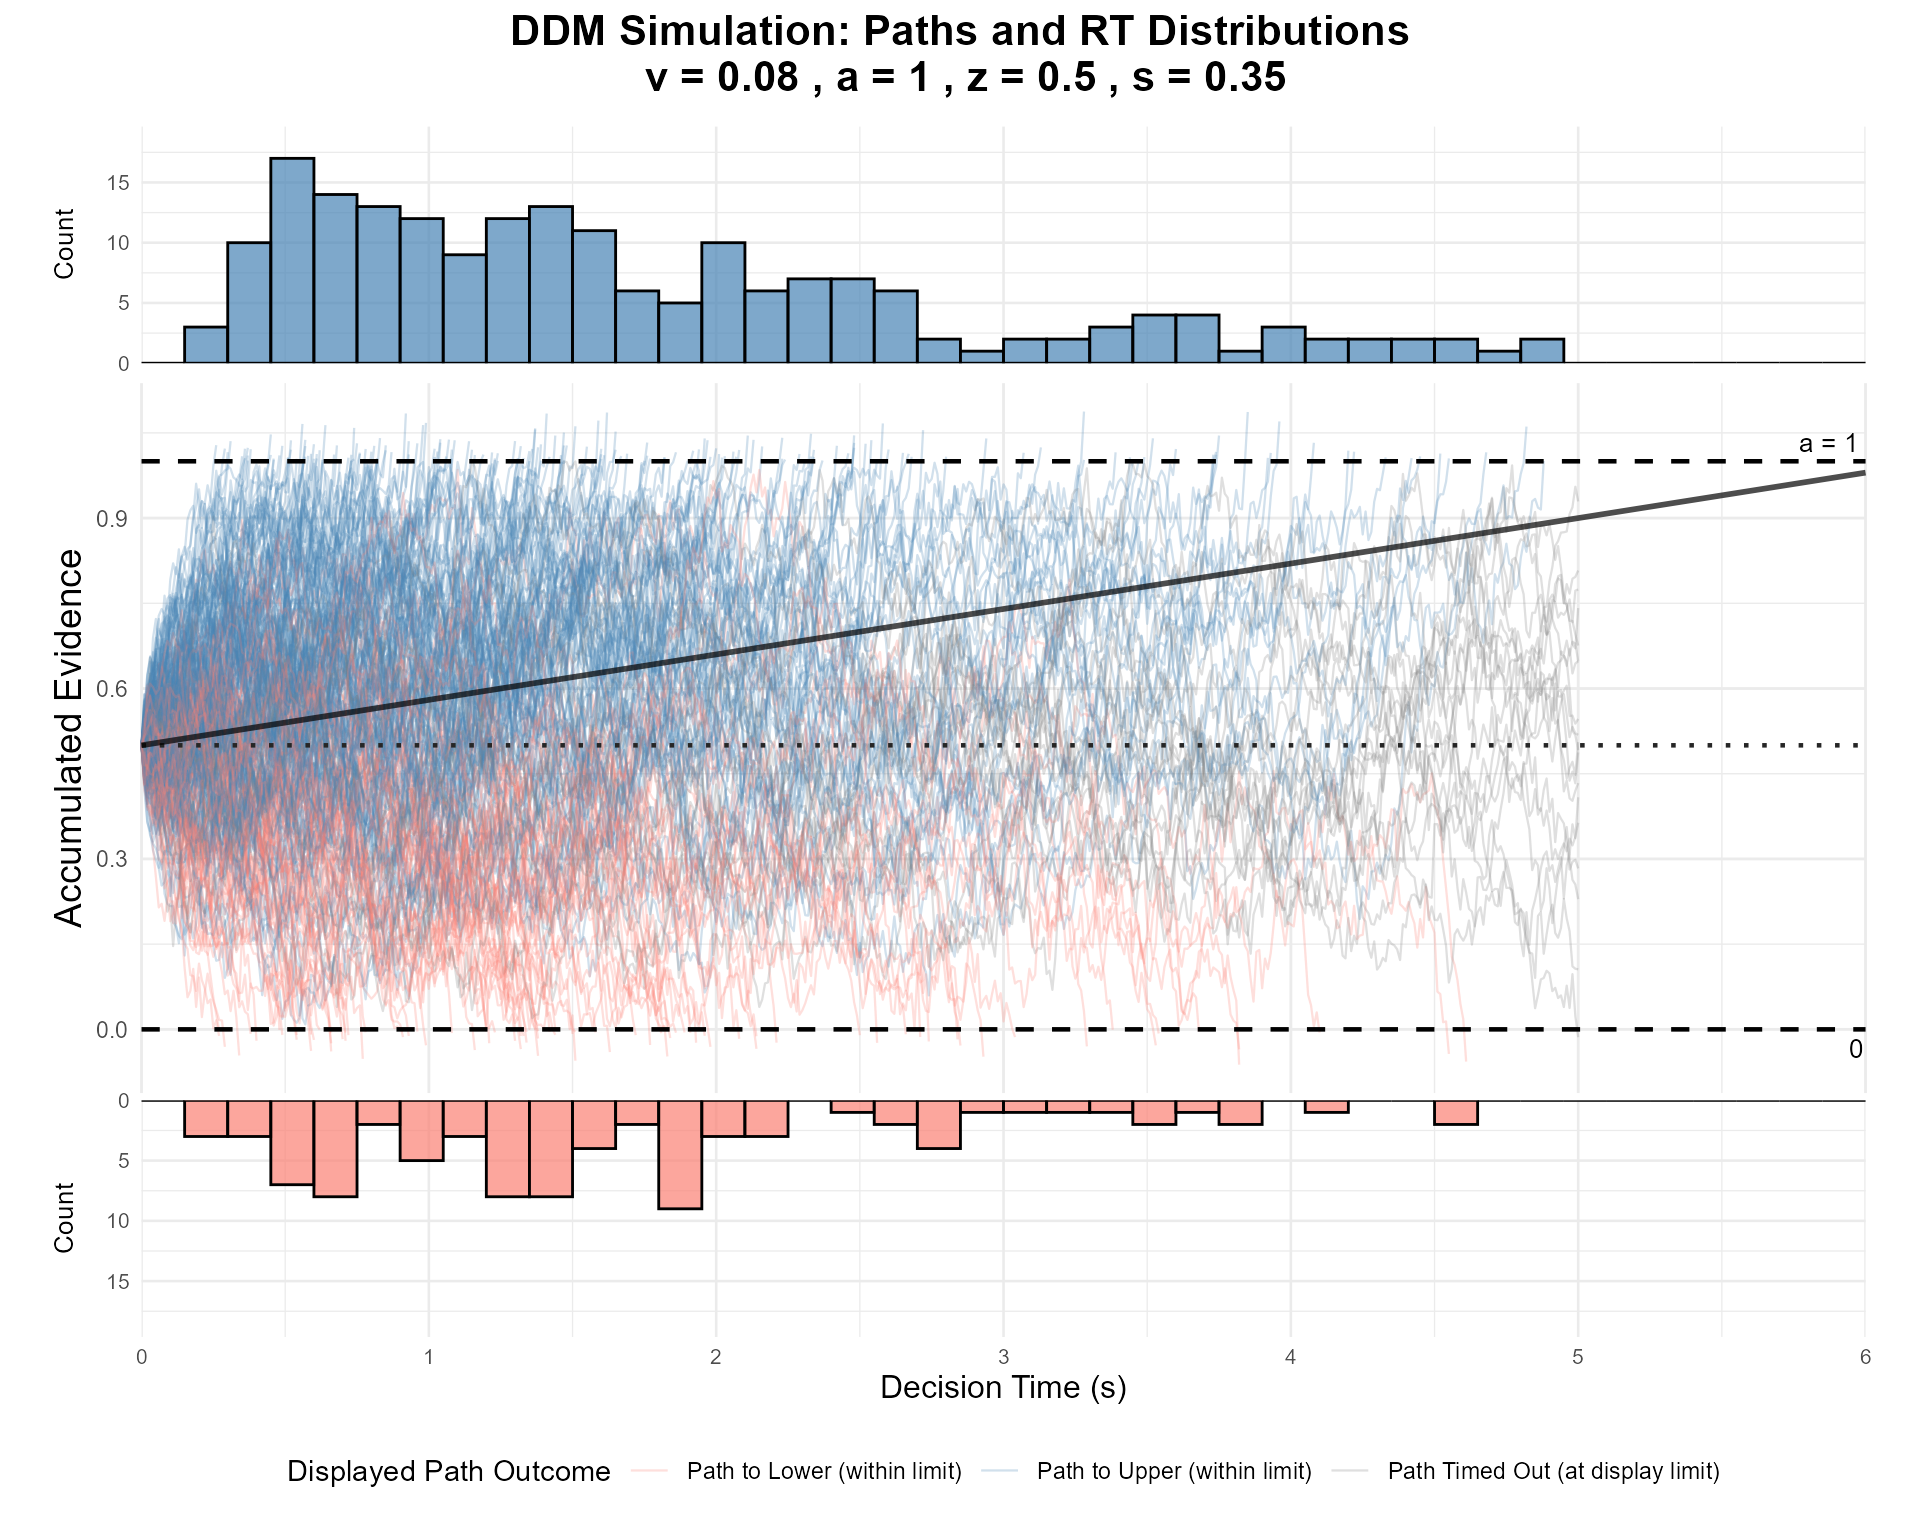 DDM Simulation: Paths and RT Distributions
v = 0.08 , a = 1 , z = 0.5 , s = 0.35
Count
15
10
5
0
Accumulated Evidence
a = 1
0.9
0.6
0.3
0.0
0
Count
0
5
10
15
0 1 2 3 4 5 6
Decision Time (s)
Displayed Path Outcome Path to Lower (within limit) Path to Upper (within limit) Path Timed Out (at display limit)